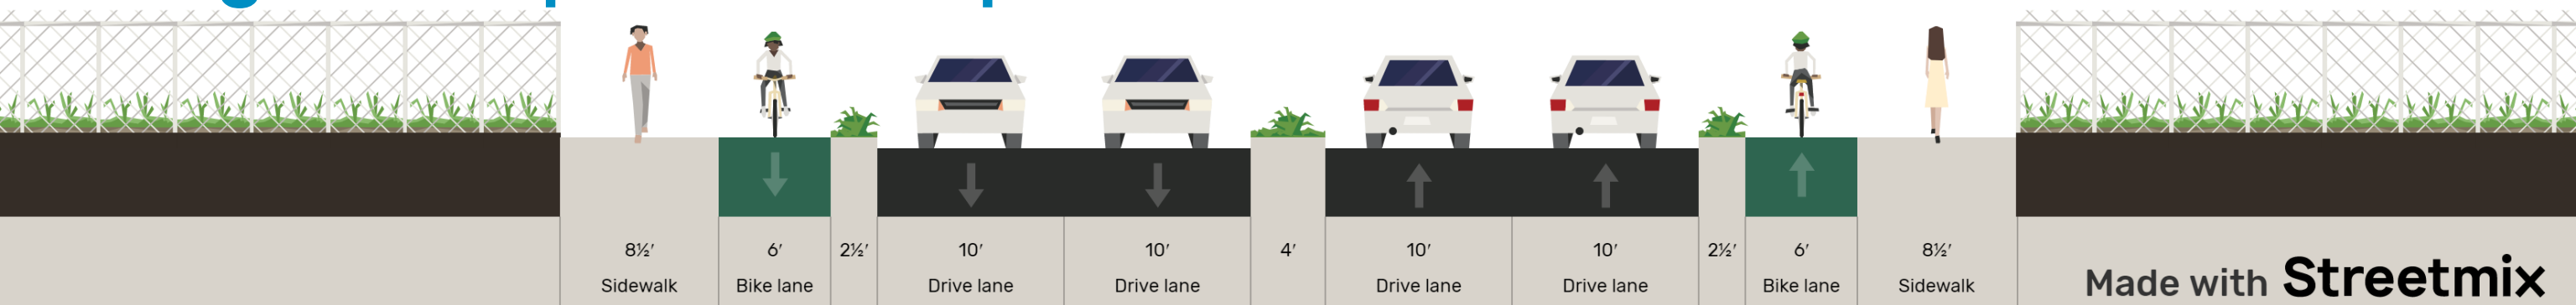 8½′ 6′ 2½′ 10′ 10′ 4′ 10′ 10′ 2½′ 6′ 8½′
Sidewalk Bike lane Drive lane Drive lane Drive lane Drive lane Bike lane Sidewalk
Made with Streetmix